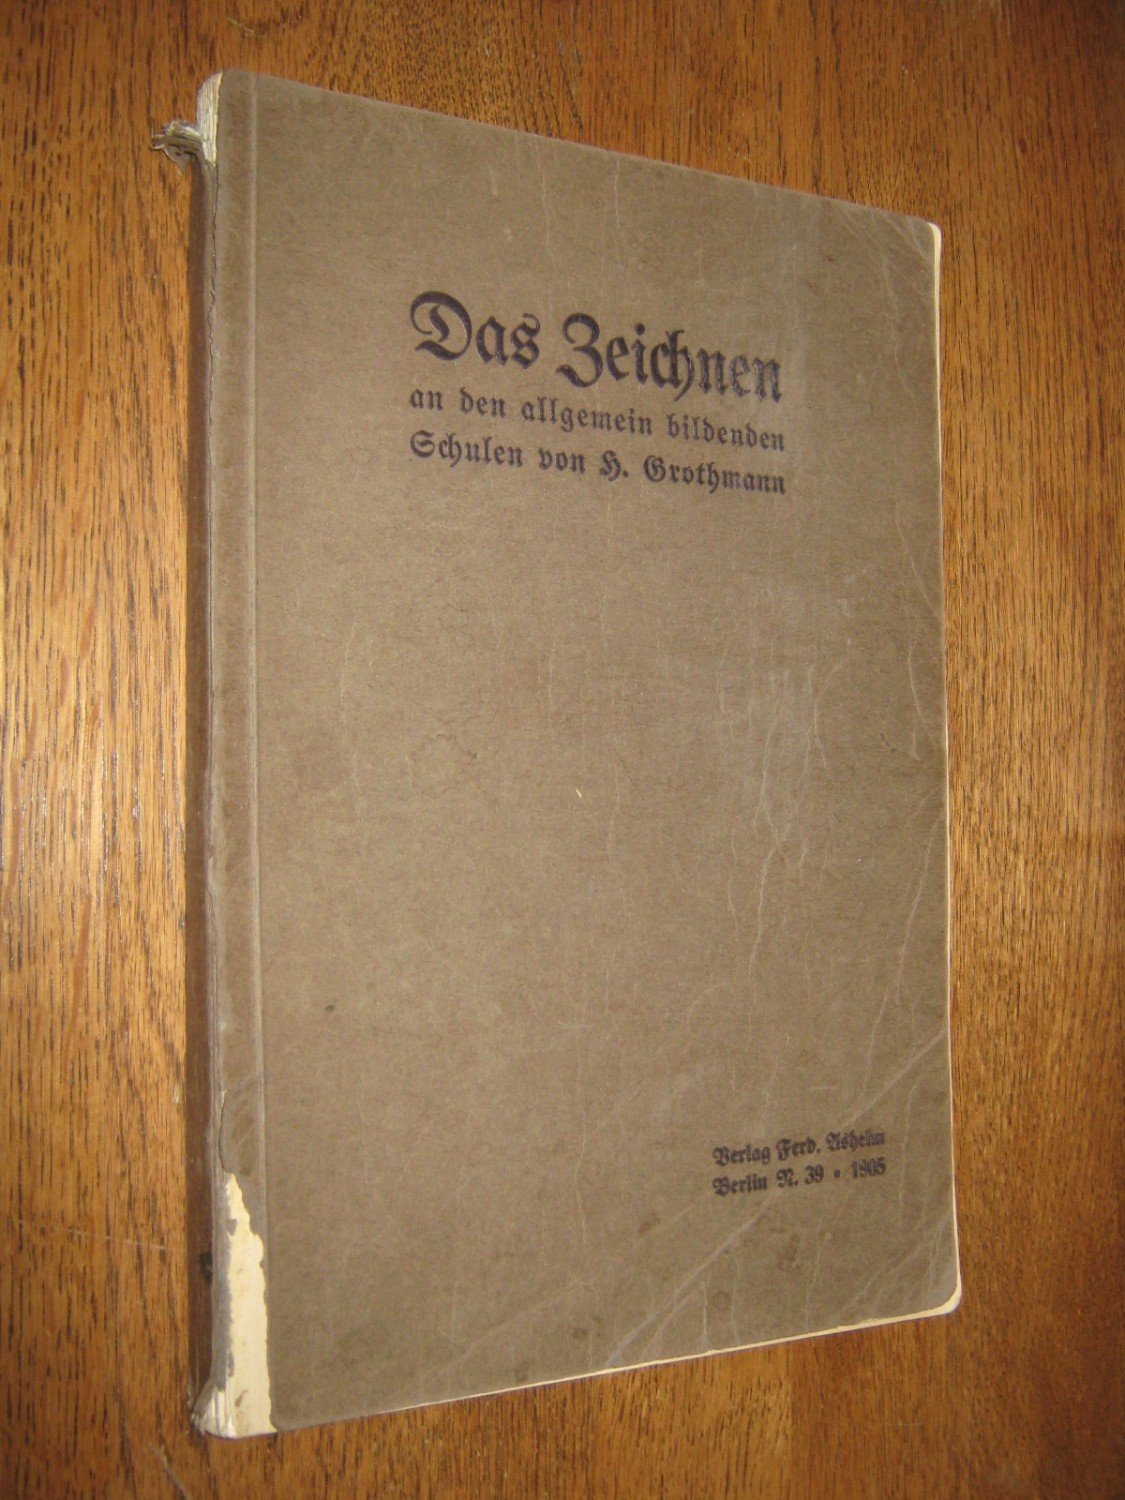 Das Zeichnen
an den allgemein bildenden
Schulen von H. Grothmann
Verlag Ferd. Ashelm
Berlin N. 39 • 1905